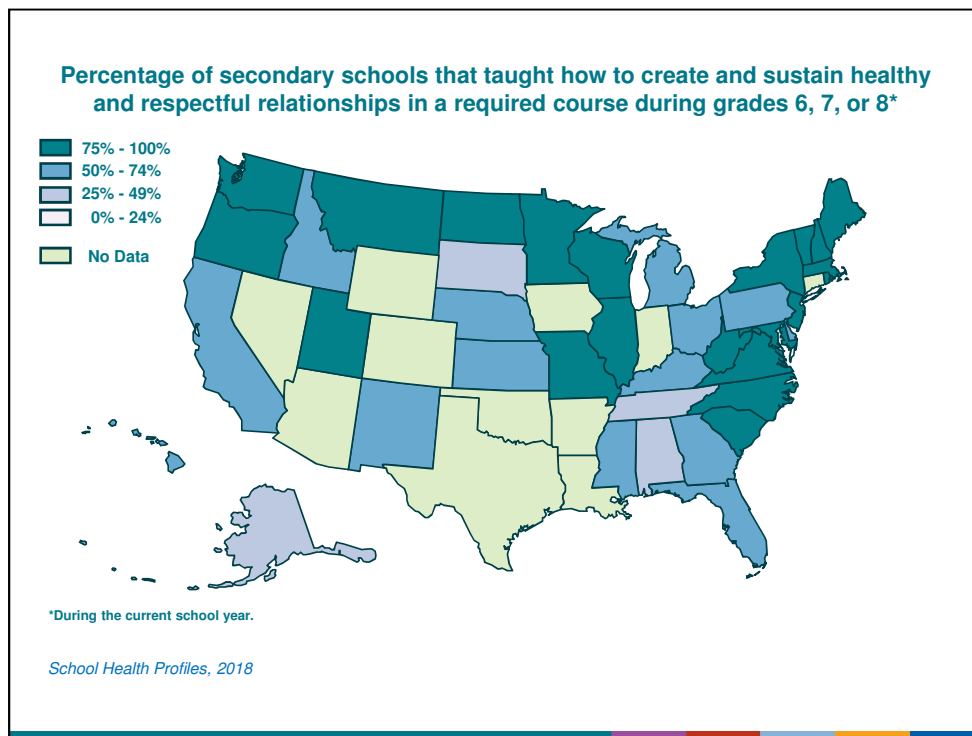 Percentage of secondary schools that taught how to create and sustain healthy
and respectful relationships in a required course during grades 6, 7, or 8*
75% - 100%
50% - 74%
25% - 49%
0% - 24%
No Data
*During the current school year.
School Health Profiles, 2018